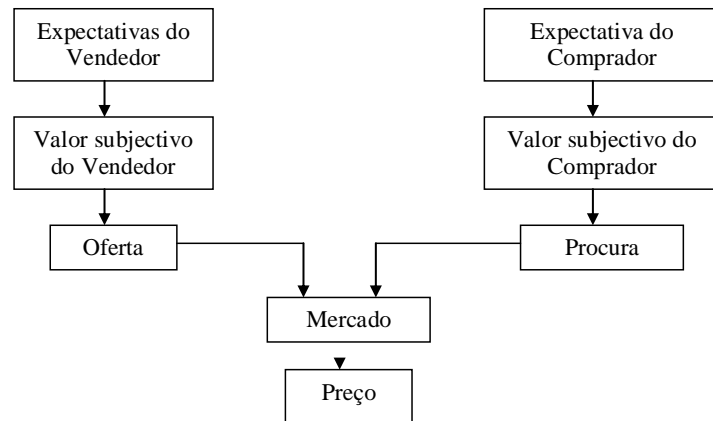 Expectativas do
Vendedor
Expectativa do
Comprador
Valor subjectivo
do Vendedor
Valor subjectivo do
Comprador
Oferta
Procura
Mercado
Preço